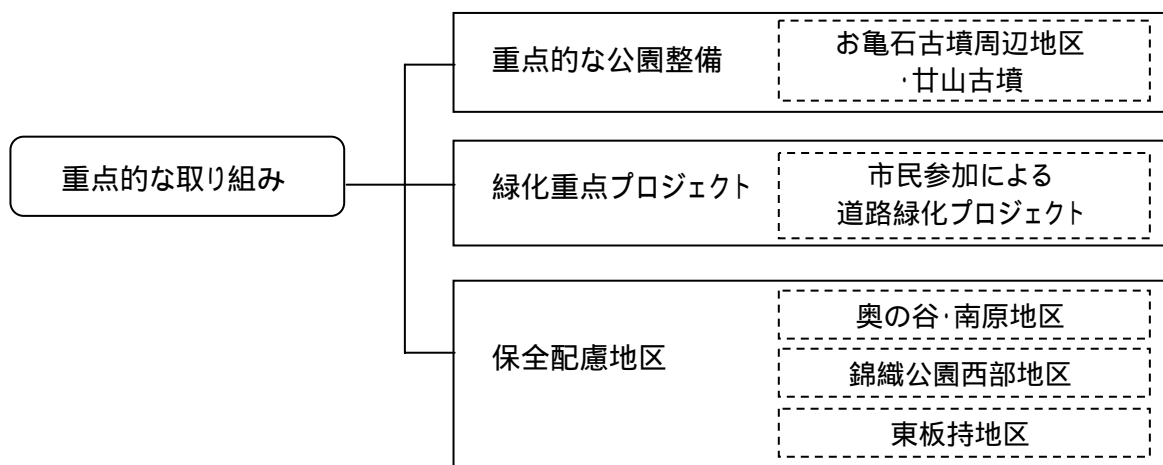 重点的な取り組み
重点的な公園整備
お亀石古墳周辺地区
・廿山古墳
緑化重点プロジェクト
市民参加による
道路緑化プロジェクト
保全配慮地区
奥の谷・南原地区
錦織公園西部地区
東板持地区